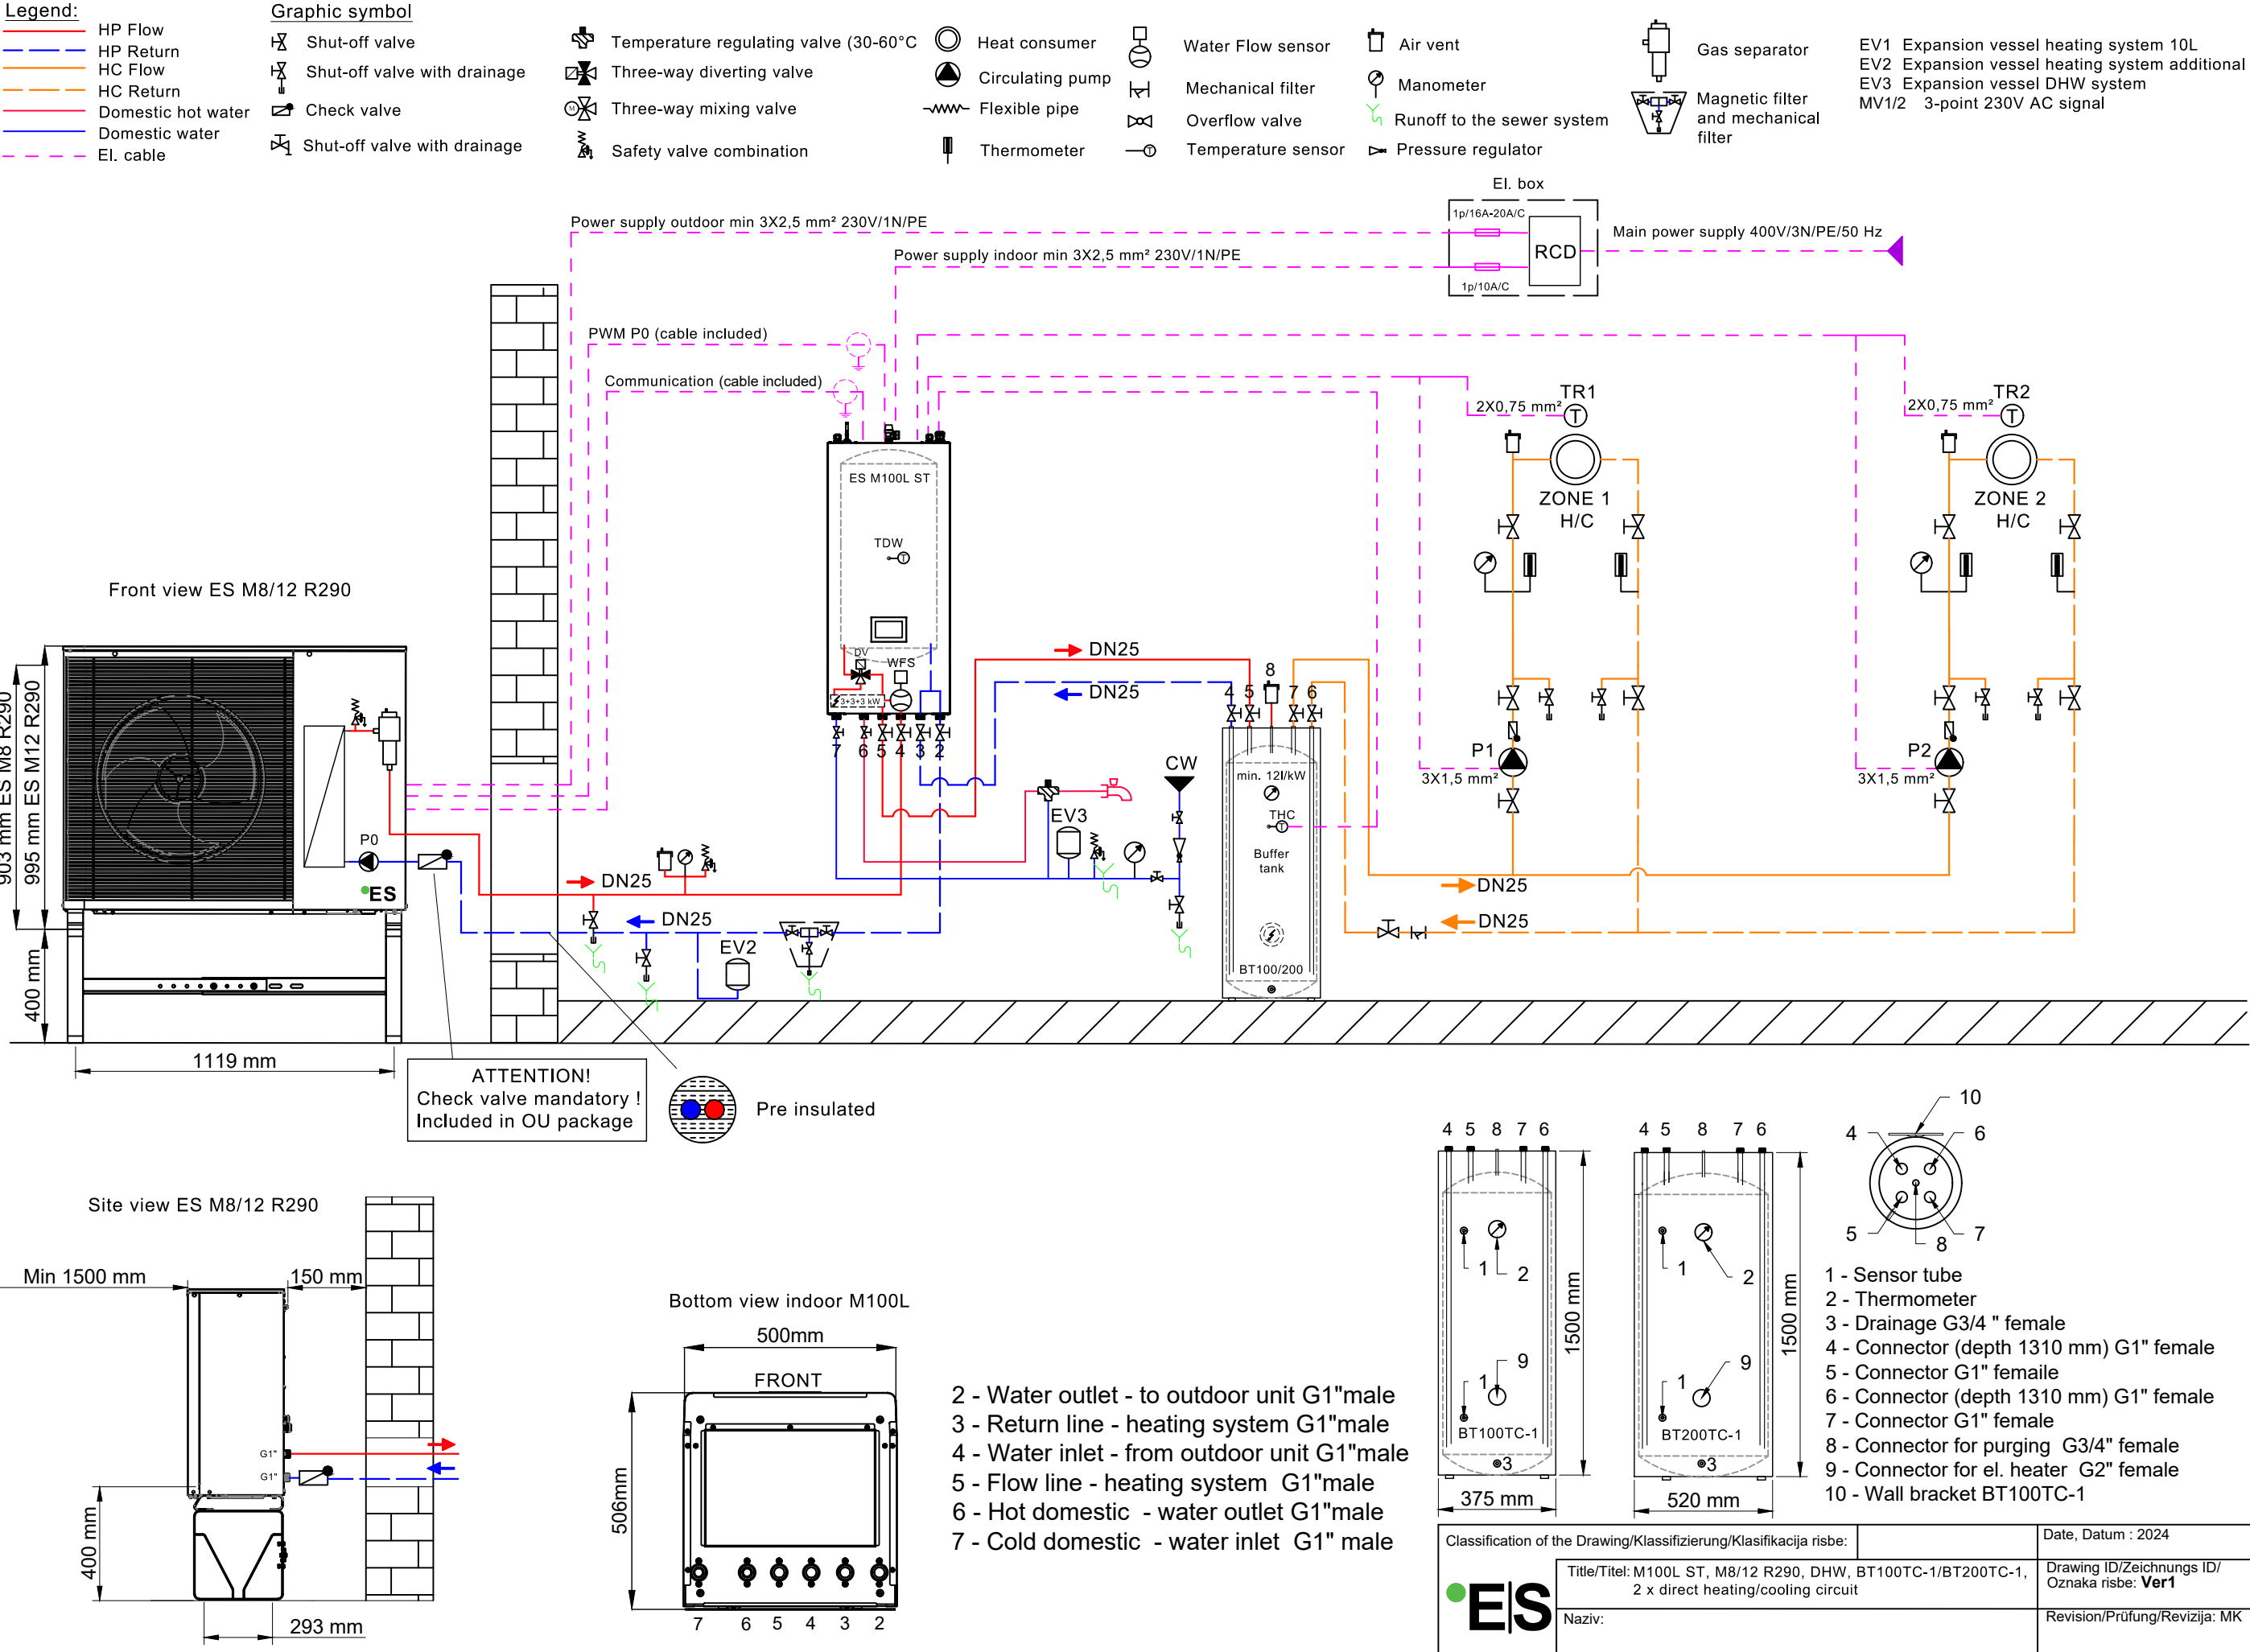 Legend:
HP Flow
HP Return
HC Flow
HC Return
Domestic hot water
Domestic water
El. cable
Graphic symbol
Shut-off valve
Shut-off valve with drainage
Check valve
Shut-off valve with drainage
Temperature regulating valve (30-60°C
Three-way diverting valve
M
Three-way mixing valve
Safety valve combination
Heat consumer
Circulating pump
Flexible pipe
Thermometer
Water Flow sensor
Mechanical filter
Overflow valve
T
Temperature sensor
Air vent
Manometer
Runoff to the sewer system
Pressure regulator
Gas separator
Magnetic filter
and mechanical
filter
EV1 Expansion vessel heating system 10L
EV2 Expansion vessel heating system additional
EV3 Expansion vessel DHW system
MV1/2 3-point 230V AC signal
El. box
1p/16A-20A/C
RCD
1p/10A/C
Main power supply 400V/3N/PE/50 Hz
Power supply outdoor min 3X2,5 mm² 230V/1N/PE
Power supply indoor min 3X2,5 mm² 230V/1N/PE
PWM P0 (cable included)
Communication (cable included)
ES M100L ST
TDW
T
DV
WFS
3+3+3 kW
7 6 5 4 3 2
TR1
2X0,75 mm²
T
ZONE 1
H/C
P1
3X1,5 mm²
TR2
2X0,75 mm²
T
ZONE 2
H/C
P2
3X1,5 mm²
Front view ES M8/12 R290
903 mm ES M8 R290
995 mm ES M12 R290
400 mm
1119 mm
P0
ES
DN25
DN25
DN25
DN25
DN25
DN25
EV2
EV3
CW
4 5 8 7 6
min. 12l/kW
THC
T
Buffer
tank
BT100/200
ATTENTION!
Check valve mandatory !
Included in OU package
Pre insulated
Site view ES M8/12 R290
Min 1500 mm
150 mm
G1"
G1"
400 mm
293 mm
Bottom view indoor M100L
500mm
FRONT
506mm
7 6 5 4 3 2
2 - Water outlet - to outdoor unit G1"male
3 - Return line - heating system G1"male
4 - Water inlet - from outdoor unit G1"male
5 - Flow line - heating system G1"male
6 - Hot domestic - water outlet G1"male
7 - Cold domestic - water inlet G1" male
4 5 8 7 6
1 2
9
1
BT100TC-1
3
1500 mm
375 mm
4 5 8 7 6
1 2
9
1
BT200TC-1
3
1500 mm
520 mm
10
4 6
5 7
8
1 - Sensor tube
2 - Thermometer
3 - Drainage G3/4 " female
4 - Connector (depth 1310 mm) G1" female
5 - Connector G1" femaile
6 - Connector (depth 1310 mm) G1" female
7 - Connector G1" female
8 - Connector for purging G3/4" female
9 - Connector for el. heater G2" female
10 - Wall bracket BT100TC-1
Classification of the Drawing/Klassifizierung/Klasifikacija risbe:
Date, Datum : 2024
E|S
Title/Titel: M100L ST, M8/12 R290, DHW, BT100TC-1/BT200TC-1,
2 x direct heating/cooling circuit
Drawing ID/Zeichnungs ID/
Oznaka risbe: Ver1
Naziv:
Revision/Prüfung/Revizija: MK